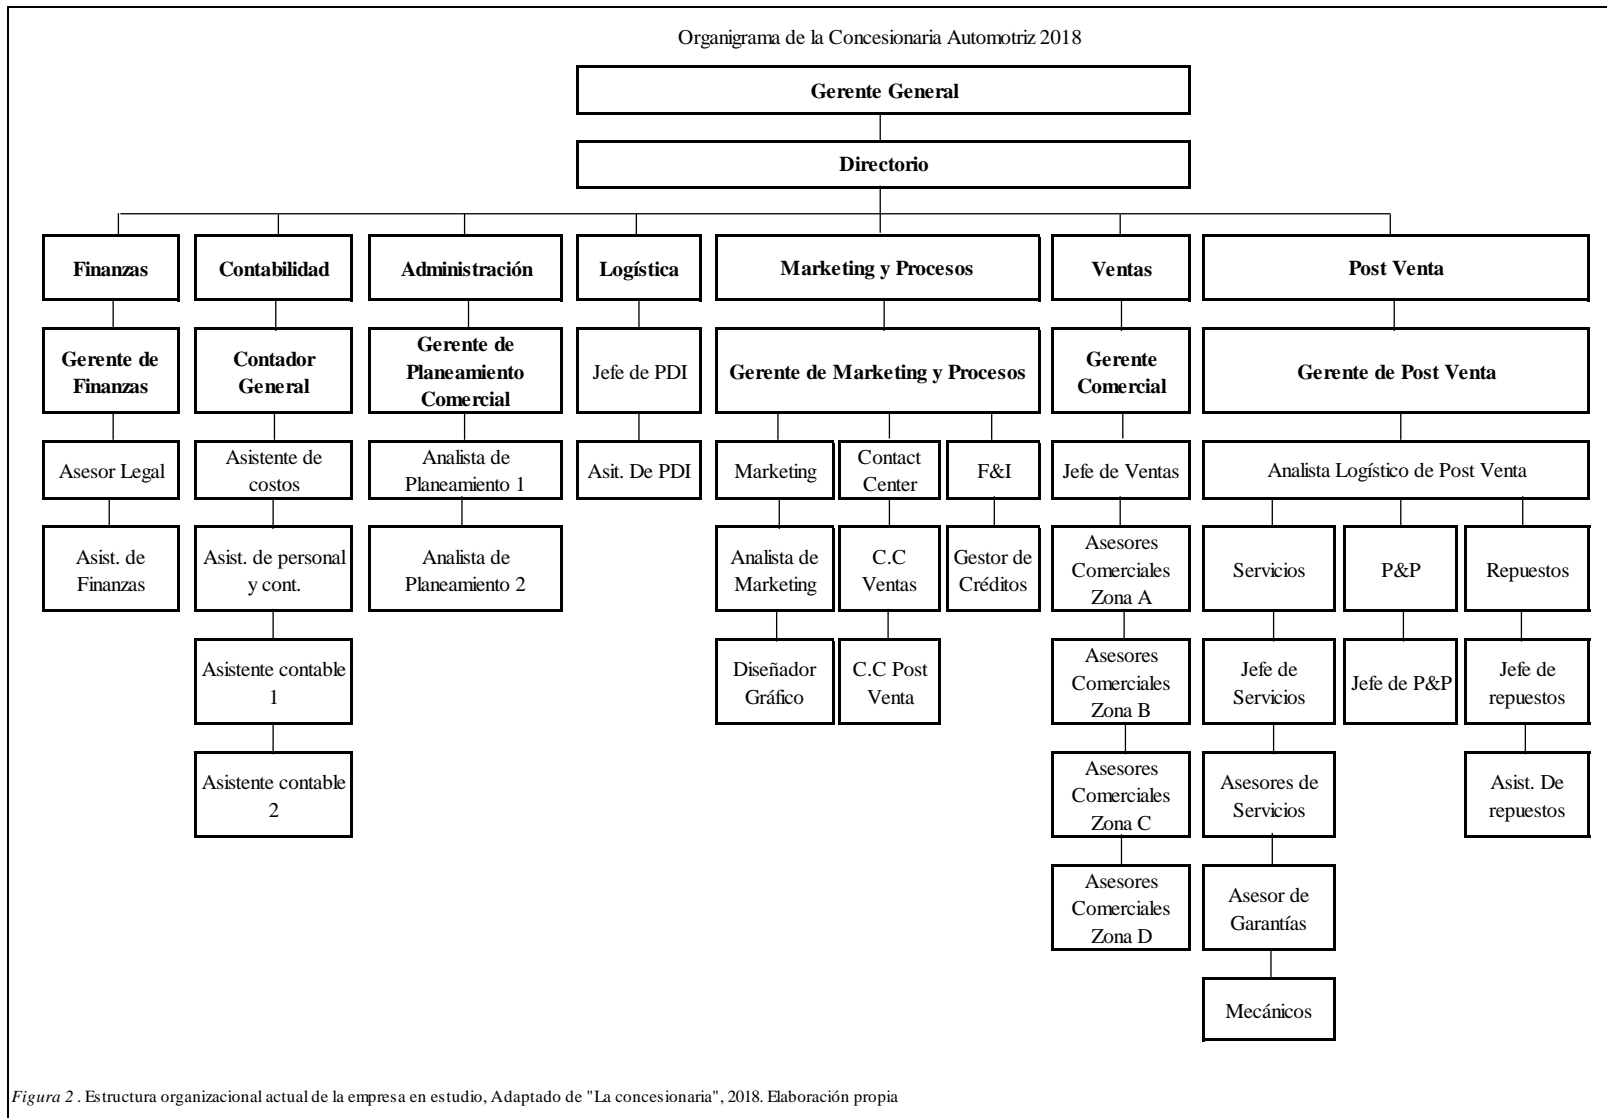 Organigrama de la Concesionaria Automotriz 2018
Gerente General
Directorio
Finanzas
Contabilidad
Administración
Logística
Marketing y Procesos
Ventas
Post Venta
Gerente de
Finanzas
Contador
General
Gerente de
Planeamiento
Comercial
Jefe de PDI
Gerente de Marketing y Procesos
Gerente
Comercial
Gerente de Post Venta
Asesor Legal
Asistente de
costos
Analista de
Planeamiento 1
Asit. De PDI
Marketing
Contact
Center
F&I
Jefe de Ventas
Analista Logístico de Post Venta
Asist. de
Finanzas
Asist. de personal
y cont.
Analista de
Planeamiento 2
Analista de
Marketing
C.C
Ventas
Gestor de
Créditos
Asesores
Comerciales
Zona A
Servicios
P&P
Repuestos
Asistente contable
1
Diseñador
Gráfico
C.C Post
Venta
Asesores
Comerciales
Zona B
Jefe de
Servicios
Jefe de P&P
Jefe de
repuestos
Asistente contable
2
Asesores
Comerciales
Zona C
Asesores de
Servicios
Asist. De
repuestos
Asesores
Comerciales
Zona D
Asesor de
Garantías
Mecánicos
Figura 2 . Estructura organizacional actual de la empresa en estudio, Adaptado de "La concesionaria", 2018. Elaboración propia